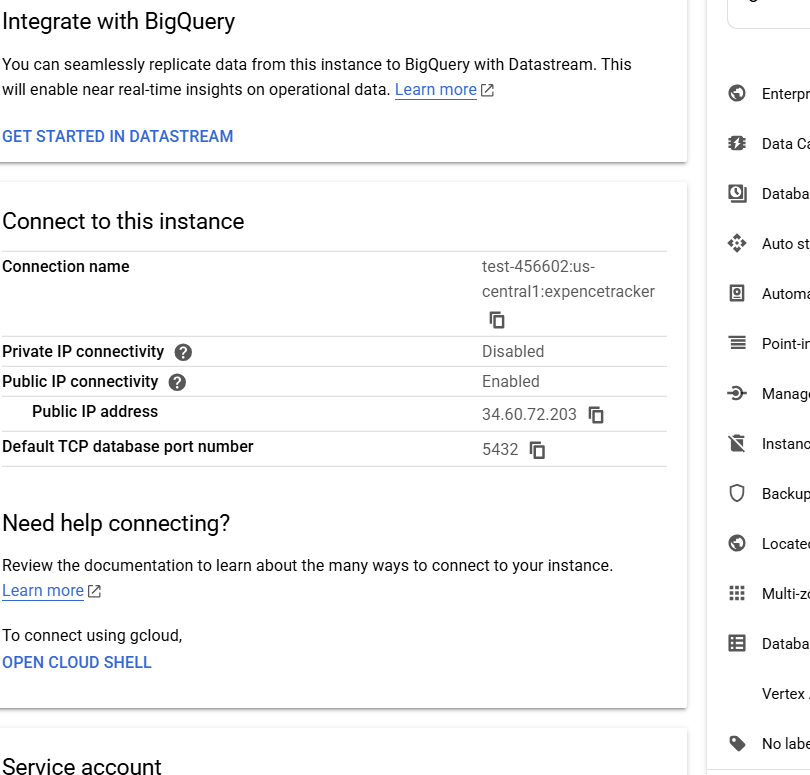 Integrate with BigQuery
You can seamlessly replicate data from this instance to BigQuery with Datastream. This
will enable near real-time insights on operational data. Learn more
GET STARTED IN DATASTREAM
Connect to this instance
Connection name
test-456602:us-
central1:expencetracker
Private IP connectivity
Disabled
Public IP connectivity
Enabled
Public IP address
34.60.72.203
Default TCP database port number
5432
Need help connecting?
Review the documentation to learn about the many ways to connect to your instance.
Learn more
To connect using gcloud,
OPEN CLOUD SHELL
Service account
Enterpr
Data Ca
Databa
Auto st
Automa
Point-in
Manag
Instanc
Backup
Locate
Multi-zo
Databa
Vertex
No labe